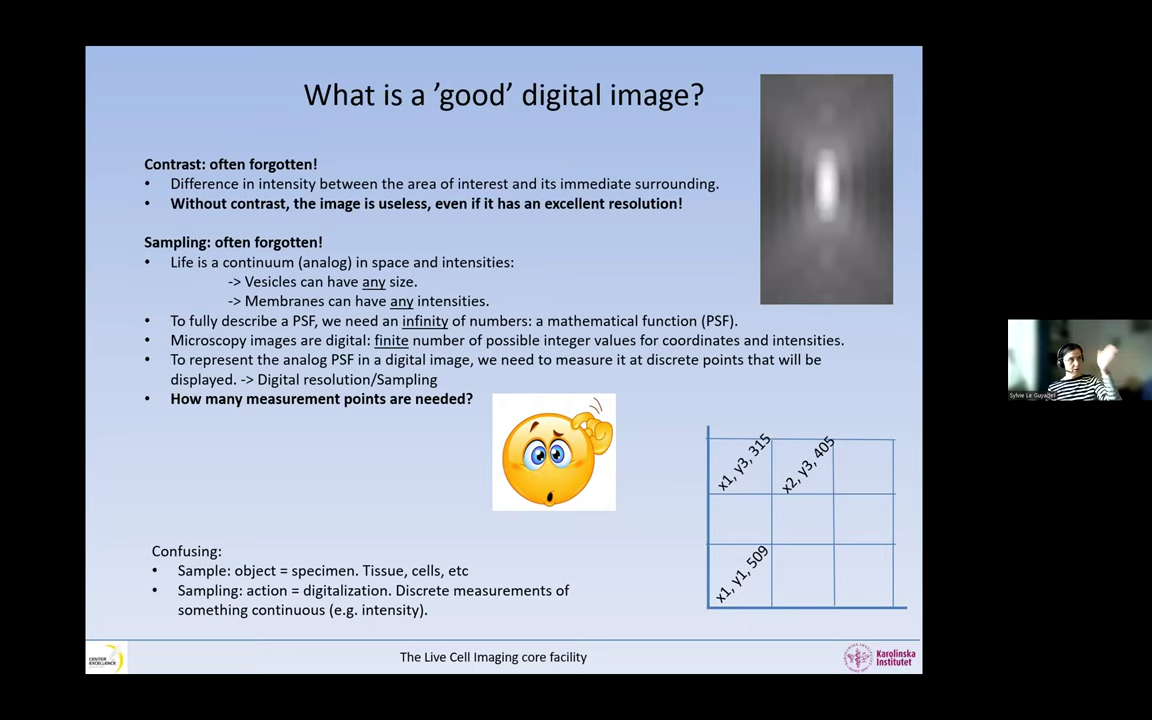 What is a ’good’ digital image?
Contrast: often forgotten!
• Difference in intensity between the area of interest and its immediate surrounding.
• Without contrast, the image is useless, even if it has an excellent resolution!
Sampling: often forgotten!
• Life is a continuum (analog) in space and intensities:
-> Vesicles can have any size.
-> Membranes can have any intensities.
• To fully describe a PSF, we need an infinity of numbers: a mathematical function (PSF).
• Microscopy images are digital: finite number of possible integer values for coordinates and intensities.
• To represent the analog PSF in a digital image, we need to measure it at discrete points that will be
displayed. -> Digital resolution/Sampling
• How many measurement points are needed?
x1, y3, 315
x2, y3, 405
x1, y1, 509
Confusing:
• Sample: object = specimen. Tissue, cells, etc
• Sampling: action = digitalization. Discrete measurements of
something continuous (e.g. intensity).
The Live Cell Imaging core facility
Karolinska
Institutet
Sylvie Le Guyader